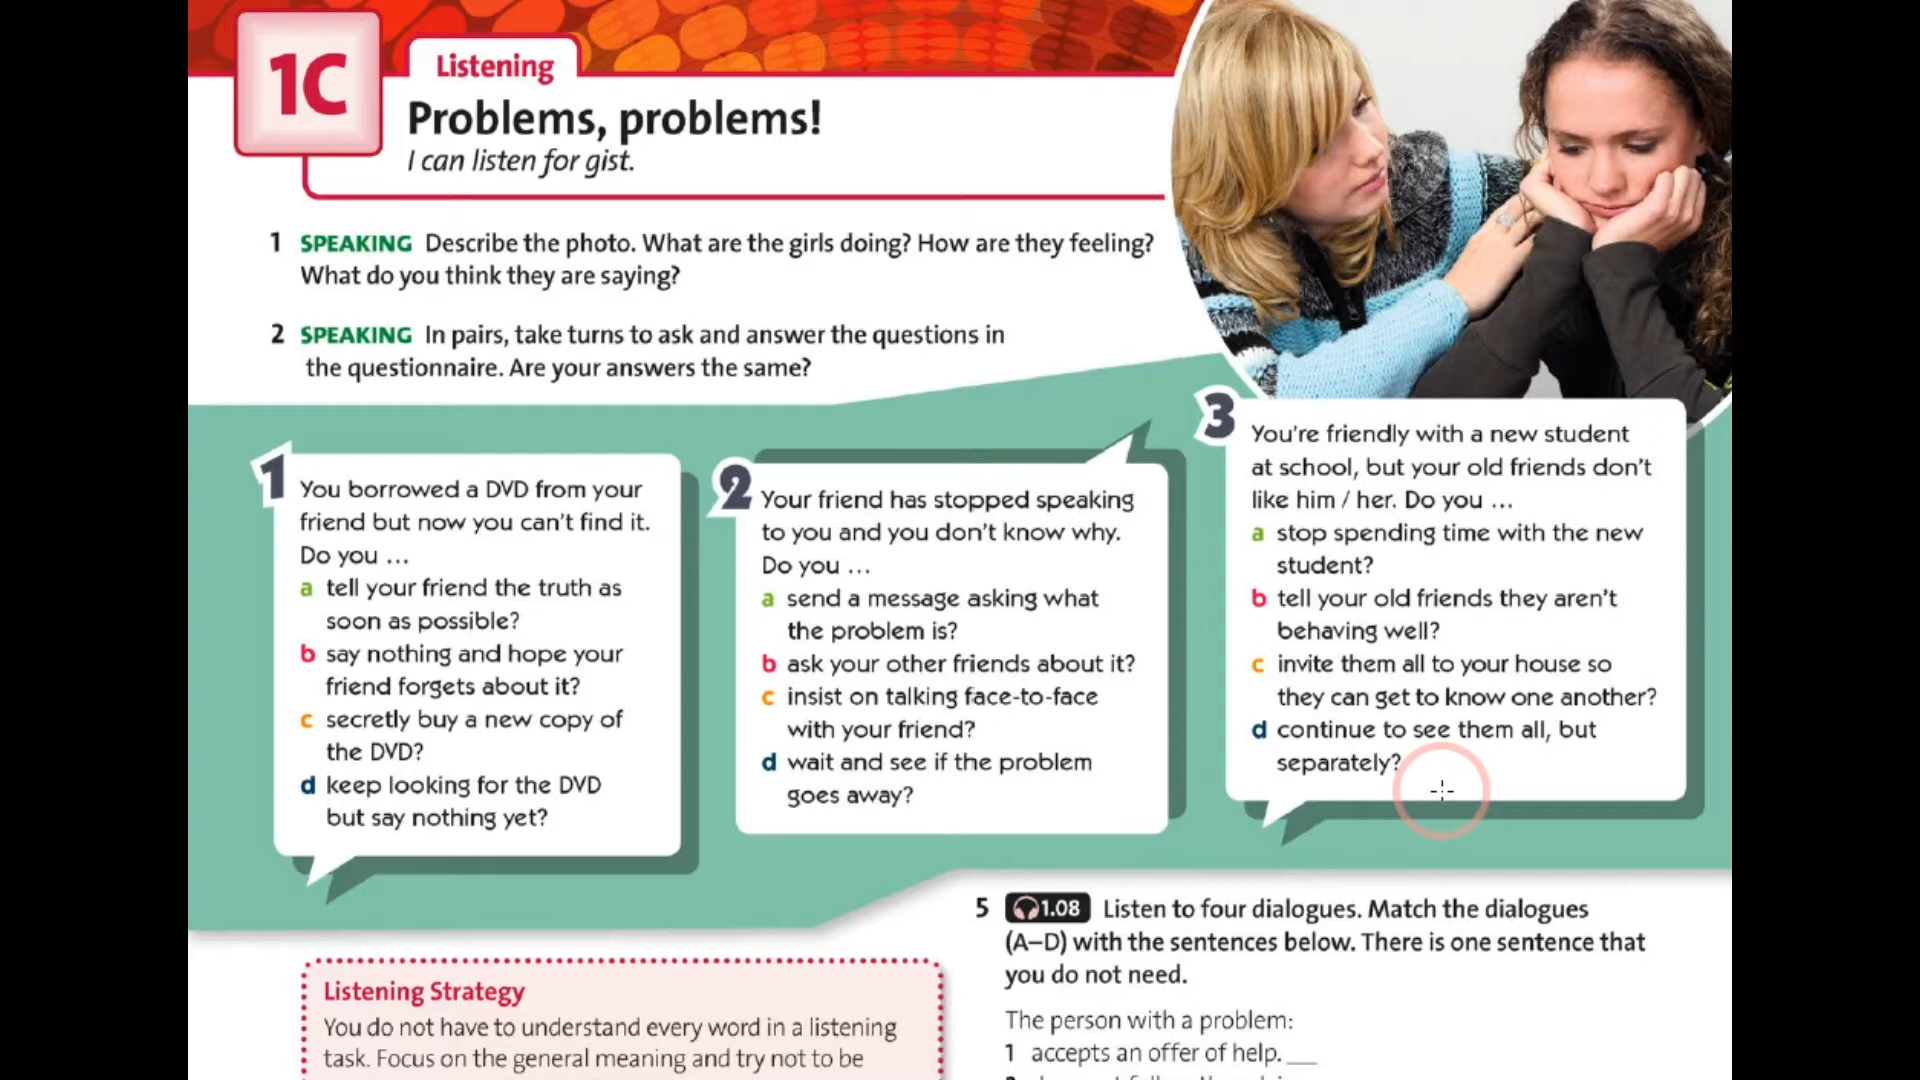 1C
Listening
Problems, problems!
I can listen for gist.
1 SPEAKING Describe the photo. What are the girls doing? How are they feeling?
What do you think they are saying?
2 SPEAKING In pairs, take turns to ask and answer the questions in
the questionnaire. Are your answers the same?
1
You borrowed a DVD from your
friend but now you can't find it.
Do you ...
a tell your friend the truth as
soon as possible?
b say nothing and hope your
friend forgets about it?
c secretly buy a new copy of
the DVD?
d keep looking for the DVD
but say nothing yet?
2
Your friend has stopped speaking
to you and you don't know why.
Do you ...
a send a message asking what
the problem is?
b ask your other friends about it?
c insist on talking face-to-face
with your friend?
d wait and see if the problem
goes away?
3
You're friendly with a new student
at school, but your old friends don't
like him / her. Do you ...
a stop spending time with the new
student?
b tell your old friends they aren't
behaving well?
c invite them all to your house so
they can get to know one another?
d continue to see them all, but
separately?
Listening Strategy
You do not have to understand every word in a listening
task. Focus on the general meaning and try not to be
5 1.08 Listen to four dialogues. Match the dialogues
(A–D) with the sentences below. There is one sentence that
you do not need.
The person with a problem:
1 accepts an offer of help. __